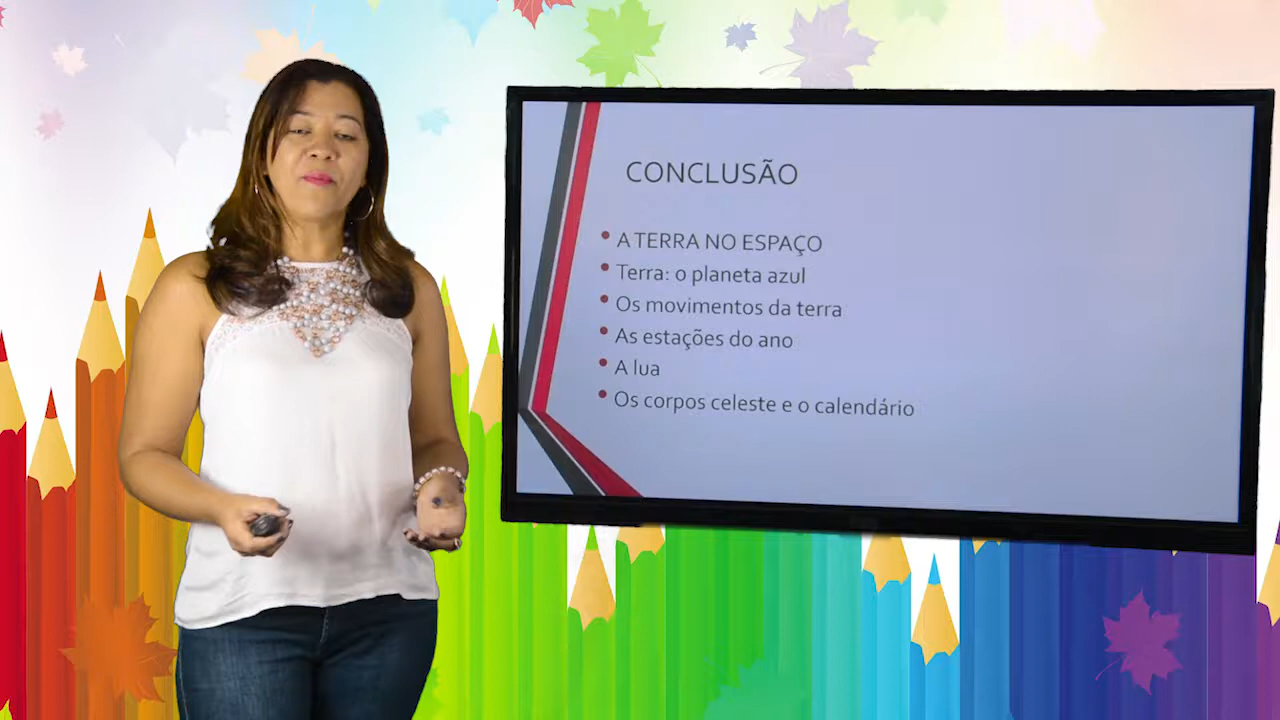 CONCLUSÃO
A TERRA NO ESPAÇO
Terra: o planeta azul
Os movimentos da terra
As estações do ano
A lua
Os corpos celeste e o calendário